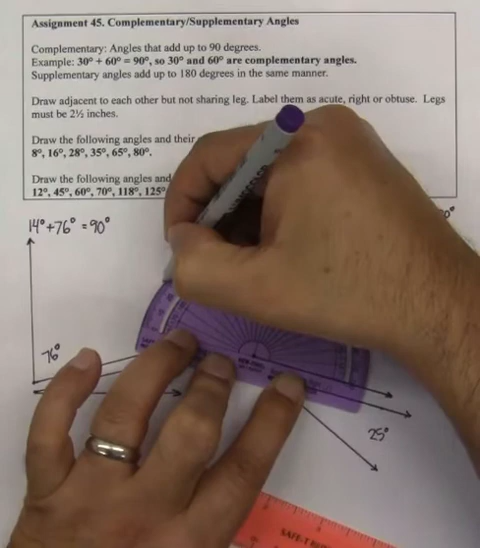 Assignment 45. Complementary/Supplementary Angles
Complementary: Angles that add up to 90 degrees.
Example: 30° + 60° = 90°, so 30° and 60° are complementary angles.
Supplementary angles add up to 180 degrees in the same manner.
Draw adjacent to each other but not sharing leg. Label them as acute, right or obtuse. Legs
must be 2½ inches.
Draw the following angles and their
8°, 16°, 28°, 35°, 65°, 80°.
Draw the following angles and
12°, 45°, 60°, 70°, 118°, 125°
14°+76° = 90°
76°
25°